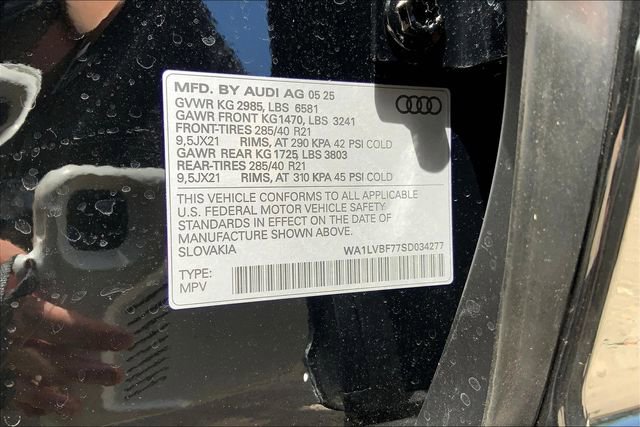 MFD. BY AUDI AG 05 25
GVWR KG 2985, LBS 6581
GAWR FRONT KG1470, LBS 3241
FRONT-TIRES 285/40 R21
9,5JX21 RIMS, AT 290 KPA 42 PSI COLD
GAWR REAR KG 1725 LBS 3803
REAR-TIRES 285/40 R21
9,5JX21 RIMS, AT 310 KPA 45 PSI COLD
THIS VEHICLE CONFORMS TO ALL APPLICABLE
U.S. FEDERAL MOTOR VEHICLE SAFETY
STANDARDS IN EFFECT ON THE DATE OF
MANUFACTURE SHOWN ABOVE.
SLOVAKIA WA1LVBF77SD034277
TYPE:
MPV